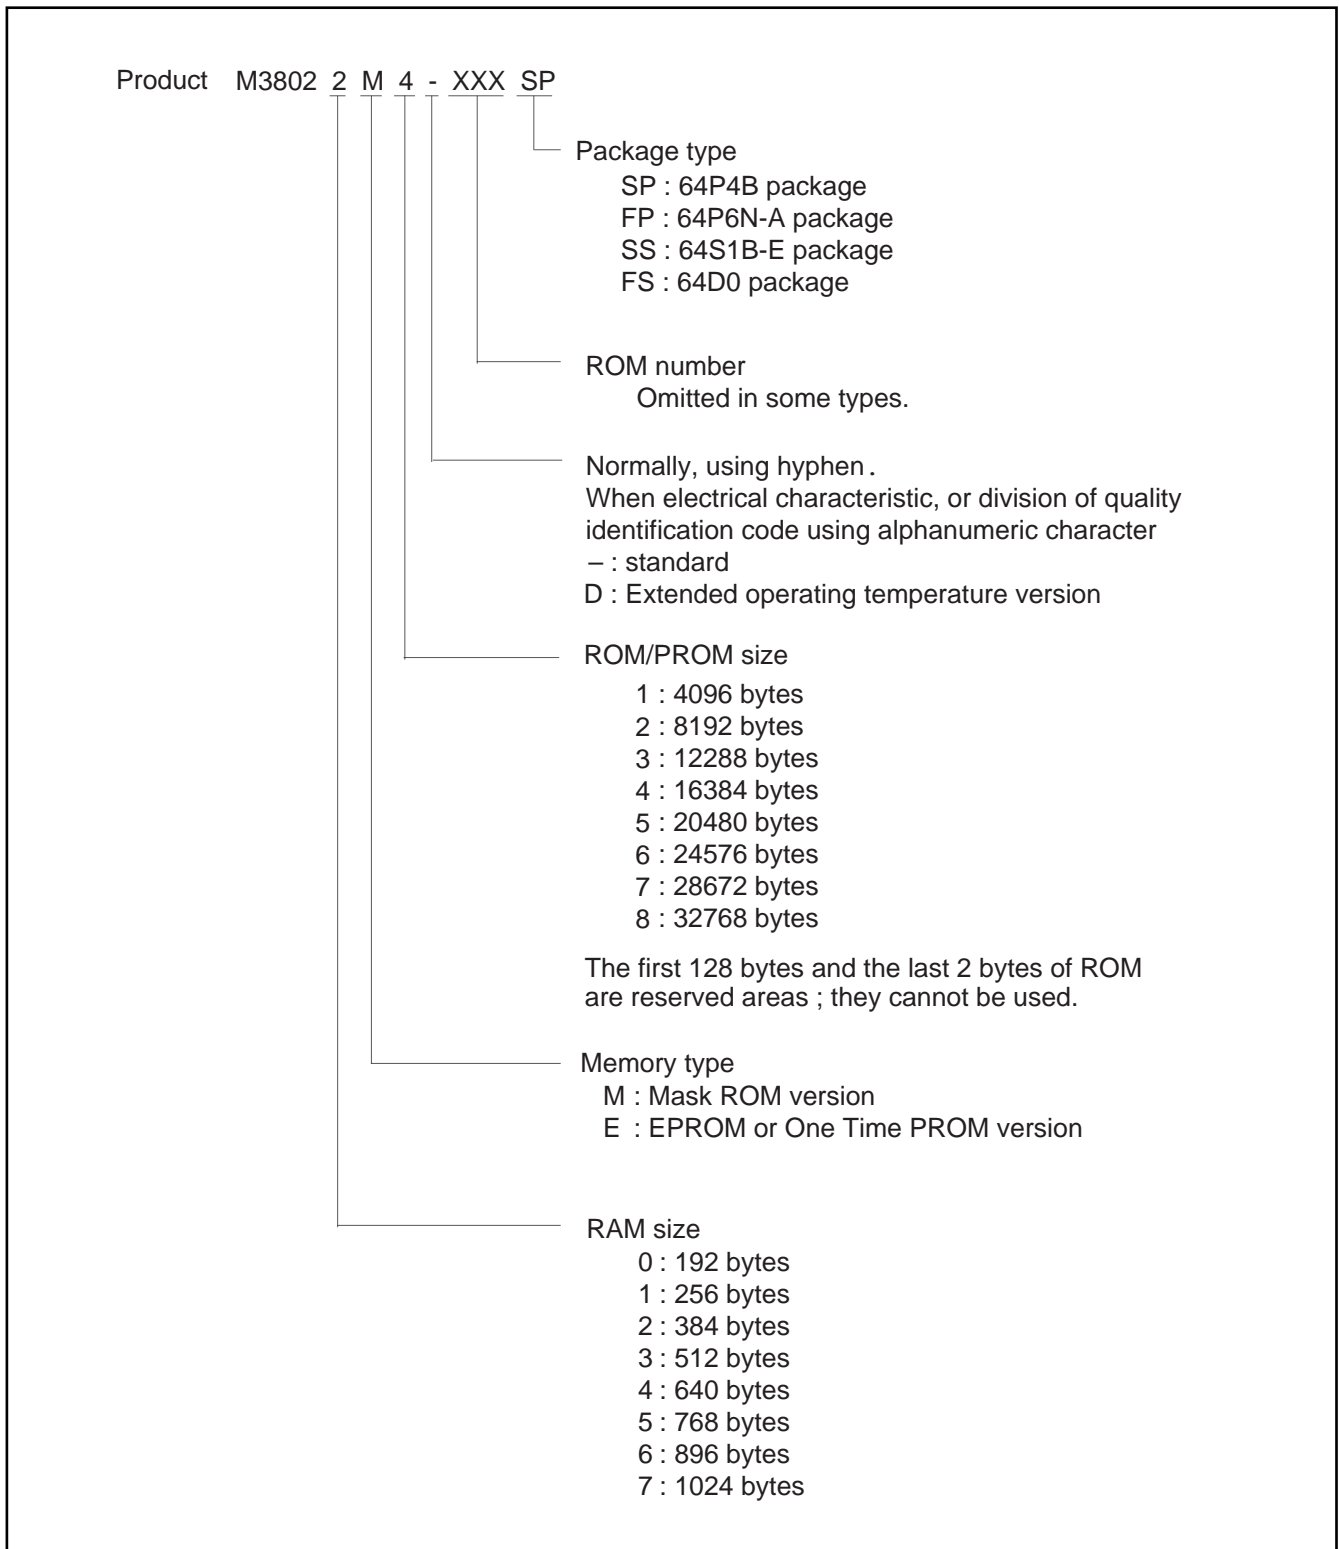 Product M3802 2 M 4 - XXX SP
Package type
SP : 64P4B package
FP : 64P6N-A package
SS : 64S1B-E package
FS : 64D0 package
ROM number
Omitted in some types.
Normally, using hyphen.
When electrical characteristic, or division of quality
identification code using alphanumeric character
– : standard
D : Extended operating temperature version
ROM/PROM size
1 : 4096 bytes
2 : 8192 bytes
3 : 12288 bytes
4 : 16384 bytes
5 : 20480 bytes
6 : 24576 bytes
7 : 28672 bytes
8 : 32768 bytes
The first 128 bytes and the last 2 bytes of ROM
are reserved areas ; they cannot be used.
Memory type
M : Mask ROM version
E : EPROM or One Time PROM version
RAM size
0 : 192 bytes
1 : 256 bytes
2 : 384 bytes
3 : 512 bytes
4 : 640 bytes
5 : 768 bytes
6 : 896 bytes
7 : 1024 bytes